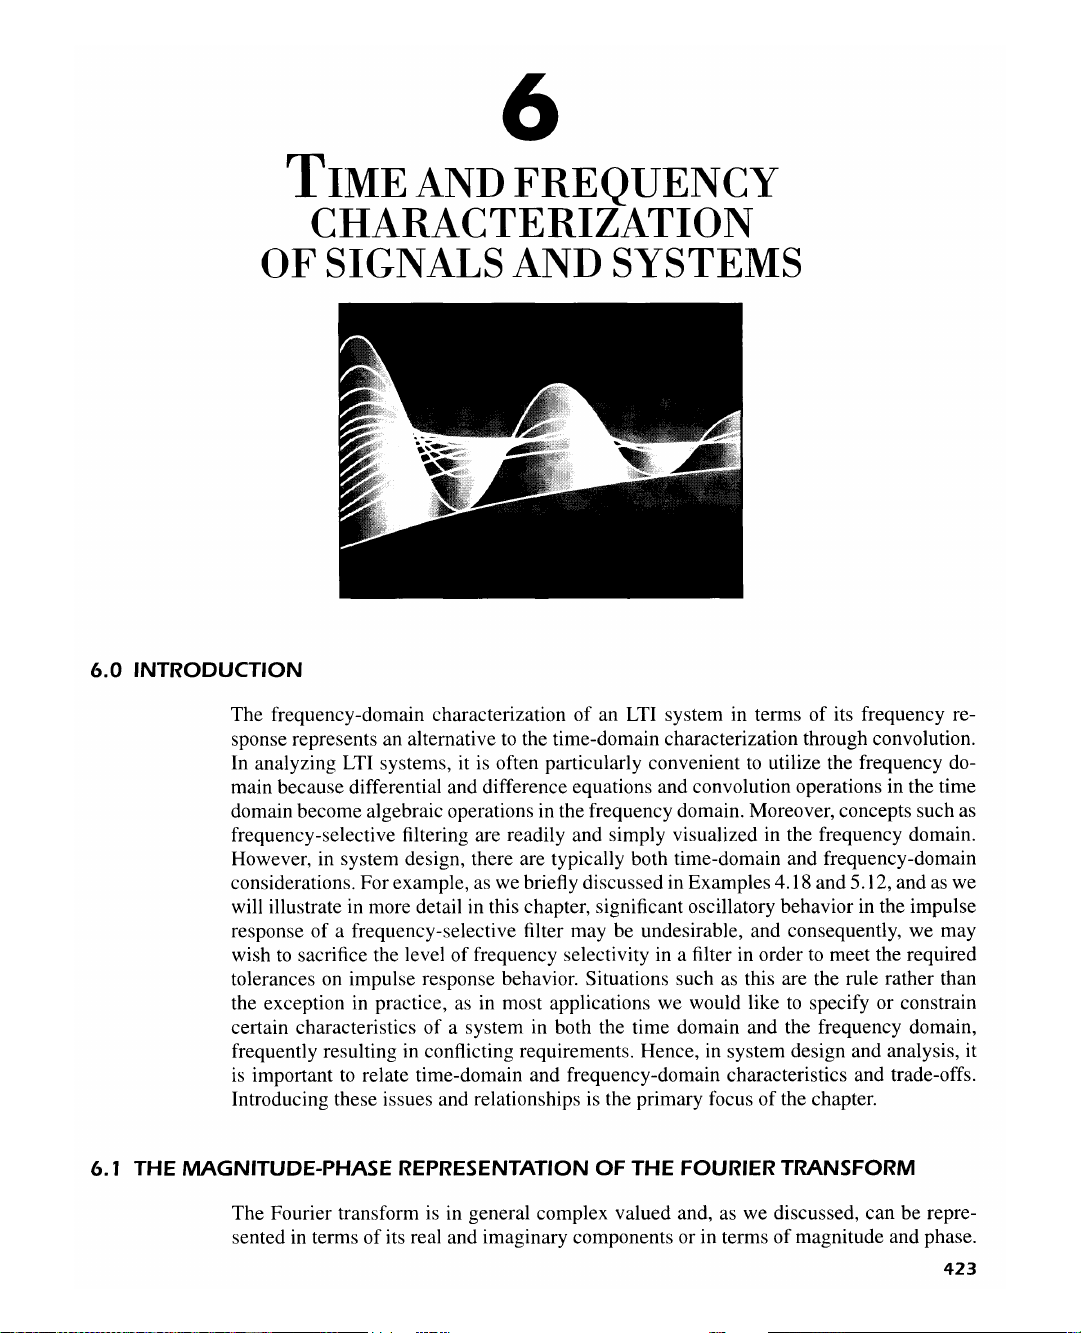 6
TIME AND FREQUENCY
CHARACTERIZATION
OF SIGNALS AND SYSTEMS
6.0 INTRODUCTION
The frequency-domain characterization of an LTI system in terms of its frequency re-
sponse represents an alternative to the time-domain characterization through convolution.
In analyzing LTI systems, it is often particularly convenient to utilize the frequency do-
main because differential and difference equations and convolution operations in the time
domain become algebraic operations in the frequency domain. Moreover, concepts such as
frequency-selective filtering are readily and simply visualized in the frequency domain.
However, in system design, there are typically both time-domain and frequency-domain
considerations. For example, as we briefly discussed in Examples 4.18 and 5.12, and as we
will illustrate in more detail in this chapter, significant oscillatory behavior in the impulse
response of a frequency-selective filter may be undesirable, and consequently, we may
wish to sacrifice the level of frequency selectivity in a filter in order to meet the required
tolerances on impulse response behavior. Situations such as this are the rule rather than
the exception in practice, as in most applications we would like to specify or constrain
certain characteristics of a system in both the time domain and the frequency domain,
frequently resulting in conflicting requirements. Hence, in system design and analysis, it
is important to relate time-domain and frequency-domain characteristics and trade-offs.
Introducing these issues and relationships is the primary focus of the chapter.
6.1 THE MAGNITUDE-PHASE REPRESENTATION OF THE FOURIER TRANSFORM
The Fourier transform is in general complex valued and, as we discussed, can be repre-
sented in terms of its real and imaginary components or in terms of magnitude and phase.
423